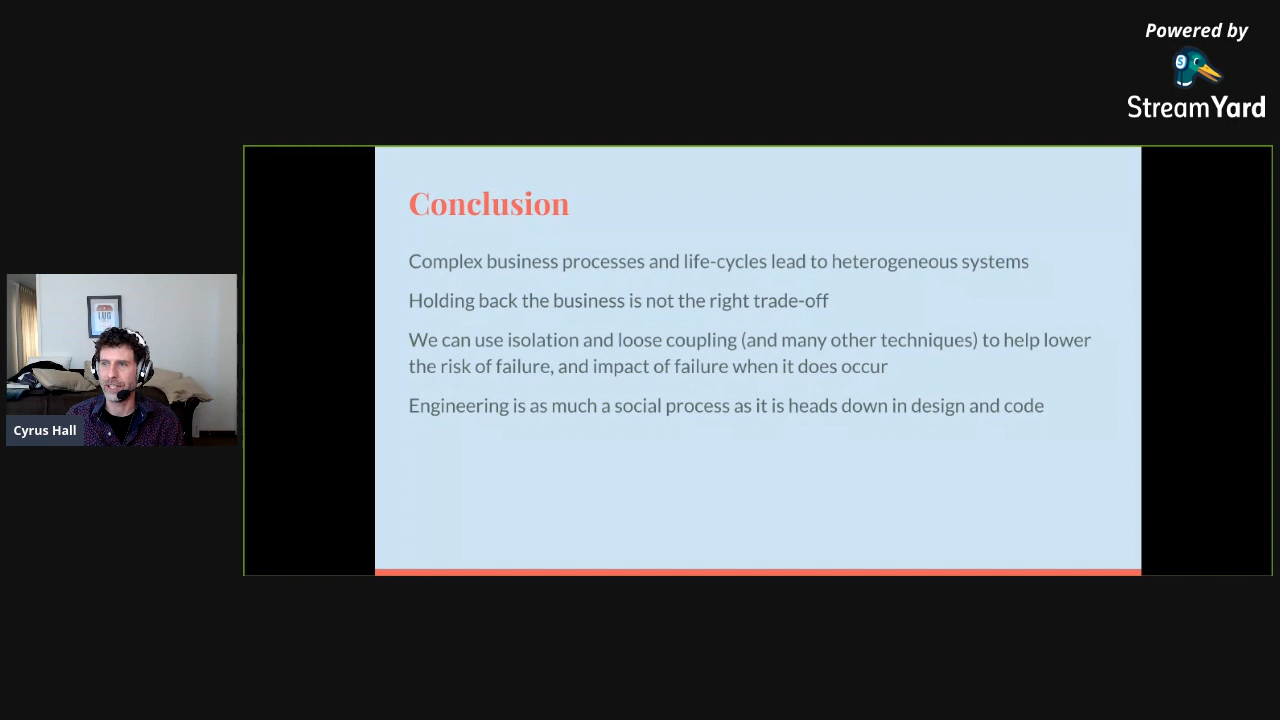 Powered by
StreamYard
Conclusion
Complex business processes and life-cycles lead to heterogeneous systems
Holding back the business is not the right trade-off
We can use isolation and loose coupling (and many other techniques) to help lower
the risk of failure, and impact of failure when it does occur
Engineering is as much a social process as it is heads down in design and code
LUG
Cyrus Hall